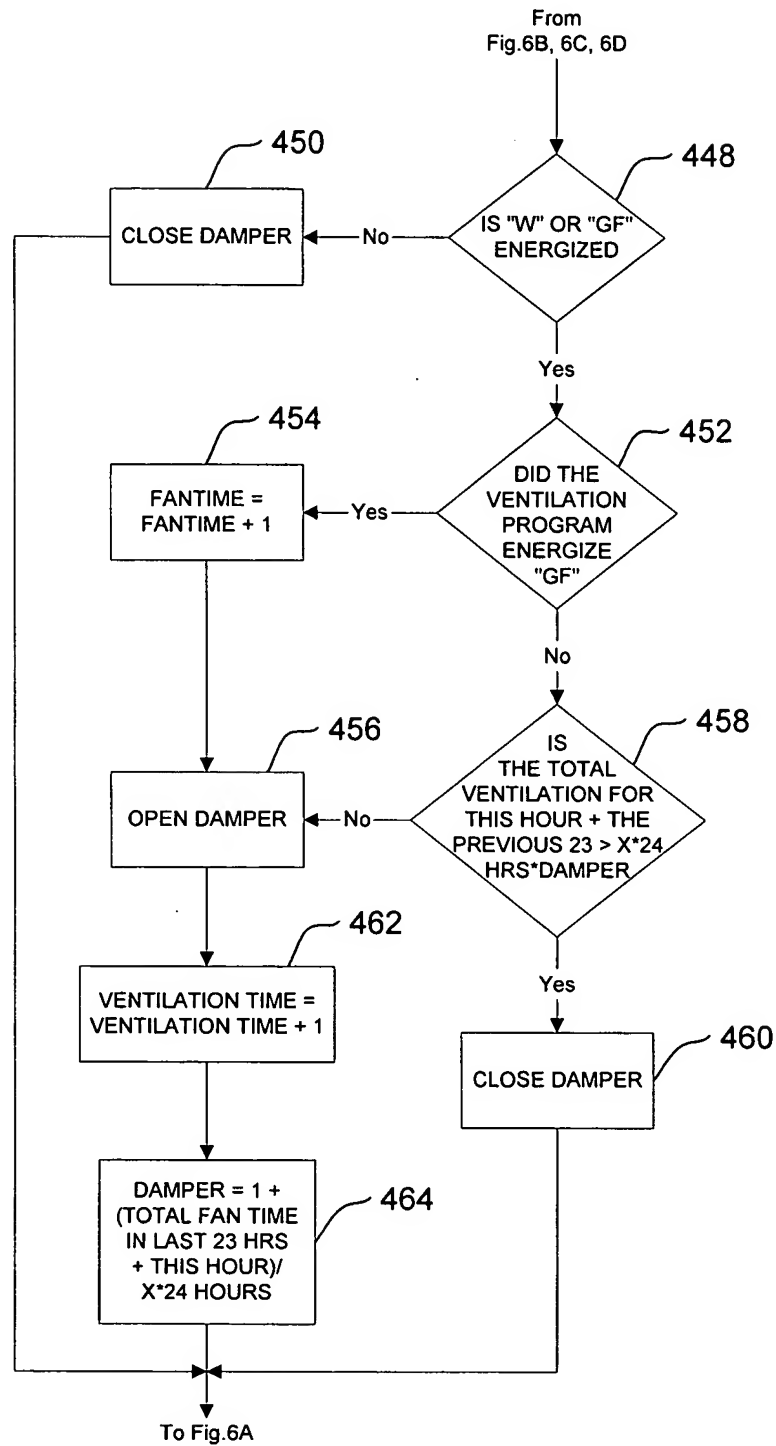 From
Fig.6B, 6C, 6D
448
IS "W" OR "GF"
ENERGIZED
No
450
CLOSE DAMPER
Yes
452
DID THE
VENTILATION
PROGRAM
ENERGIZE
"GF"
Yes
454
FANTIME =
FANTIME + 1
No
458
IS
THE TOTAL
VENTILATION FOR
THIS HOUR + THE
PREVIOUS 23 > X*24
HRS*DAMPER
No
456
OPEN DAMPER
Yes
460
CLOSE DAMPER
462
VENTILATION TIME =
VENTILATION TIME + 1
464
DAMPER = 1 +
(TOTAL FAN TIME
IN LAST 23 HRS
+ THIS HOUR)/
X*24 HOURS
To Fig.6A